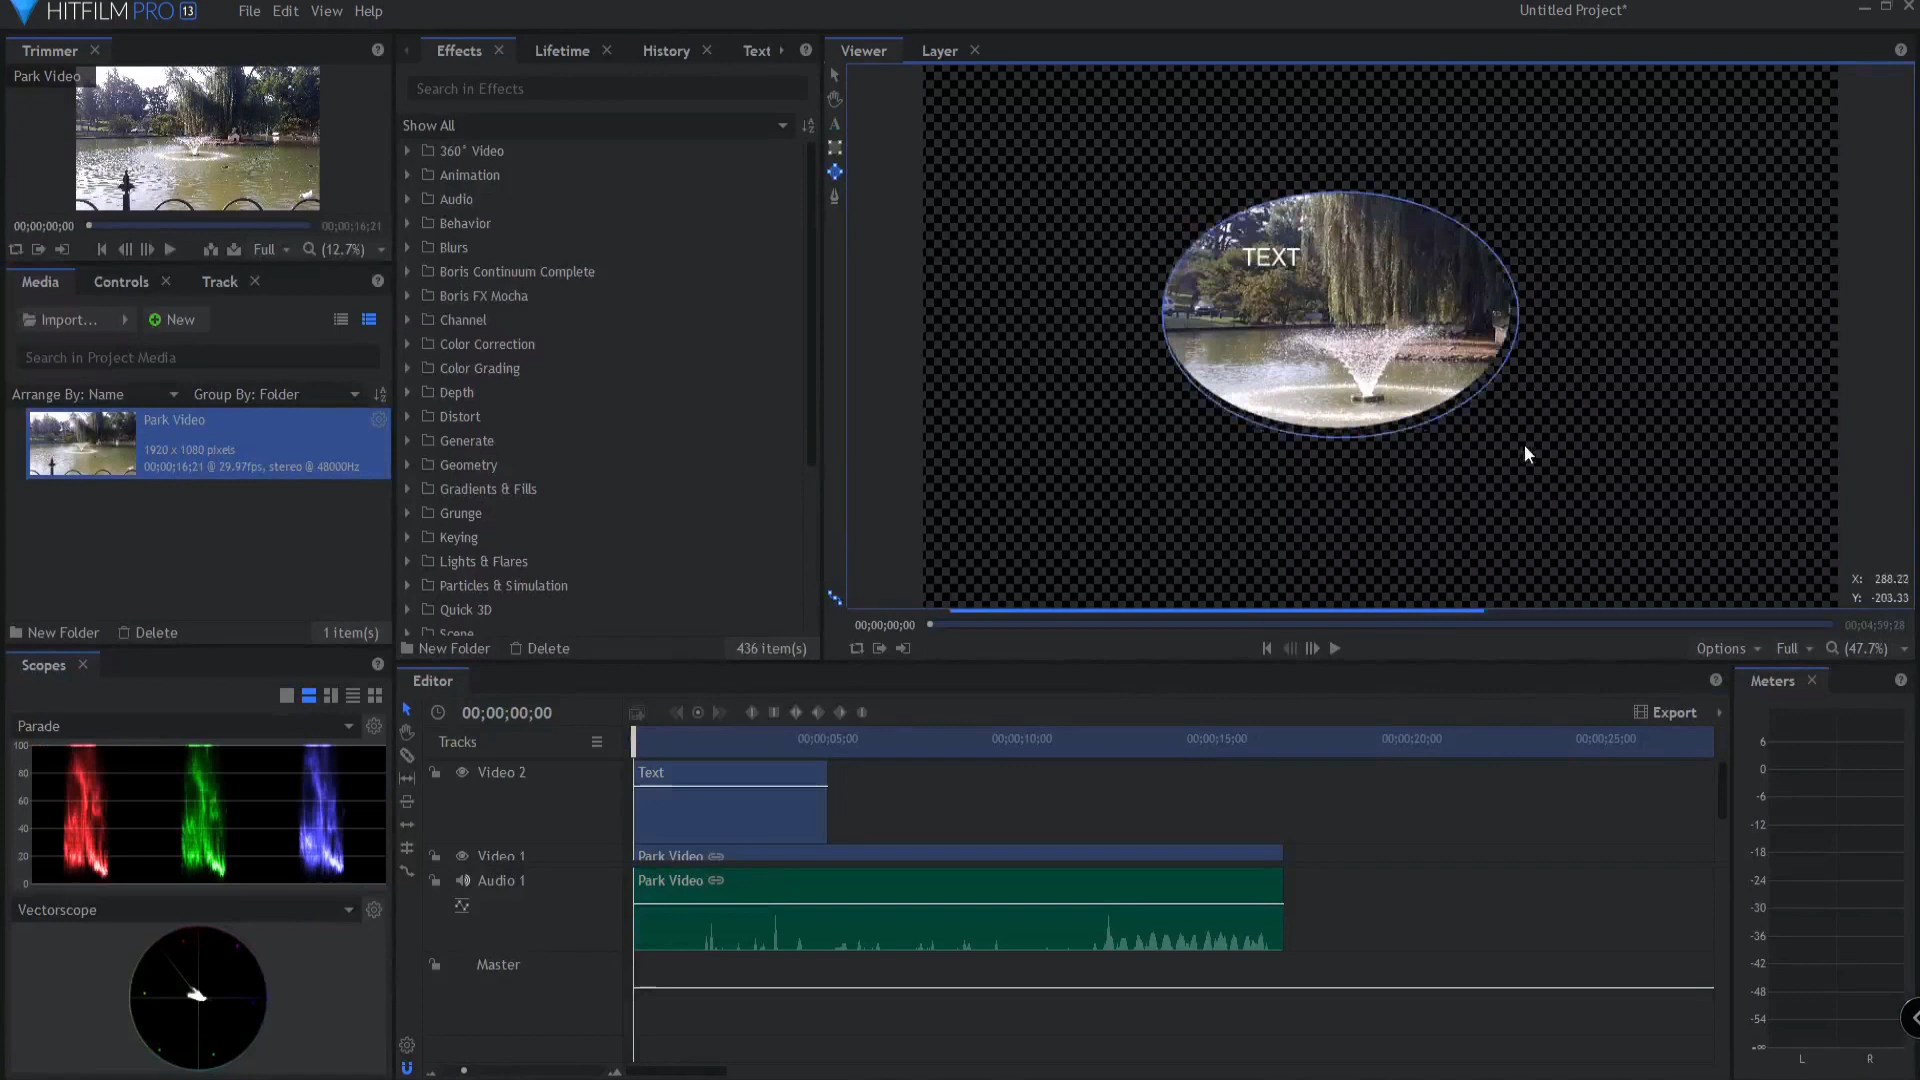 HITFILM PRO 13
File Edit View Help
Untitled Project*
Trimmer
Park Video
00;00;00;00
00;00;16;21
Full
(12.7%)
Media
Controls
Track
Import...
New
Search in Project Media
Arrange By: Name
Group By: Folder
Park Video
1920 x 1080 pixels
00;00;16;21 @ 29.97fps, stereo @ 48000Hz
New Folder
Delete
1 item(s)
Effects
Lifetime
History
Text
Search in Effects
Show All
360° Video
Animation
Audio
Behavior
Blurs
Boris Continuum Complete
Boris FX Mocha
Channel
Color Correction
Color Grading
Depth
Distort
Generate
Geometry
Gradients & Fills
Grunge
Keying
Lights & Flares
Particles & Simulation
Quick 3D
Scene
New Folder
Delete
436 item(s)
Viewer
Layer
TEXT
X: 288.22
Y: -203.33
00;00;00;00
00;04;59;28
Options
Full
(47.7%)
Scopes
Parade
100
80
60
40
20
0
Vectorscope
Editor
00;00;00;00
Export
Tracks
00;00;05;00
00;00;10;00
00;00;15;00
00;00;20;00
00;00;25;00
Video 2
Text
Video 1
Park Video
Audio 1
Park Video
Master
Meters
6
0
-6
-12
-18
-24
-30
-36
-42
-48
-54
-∞
L R